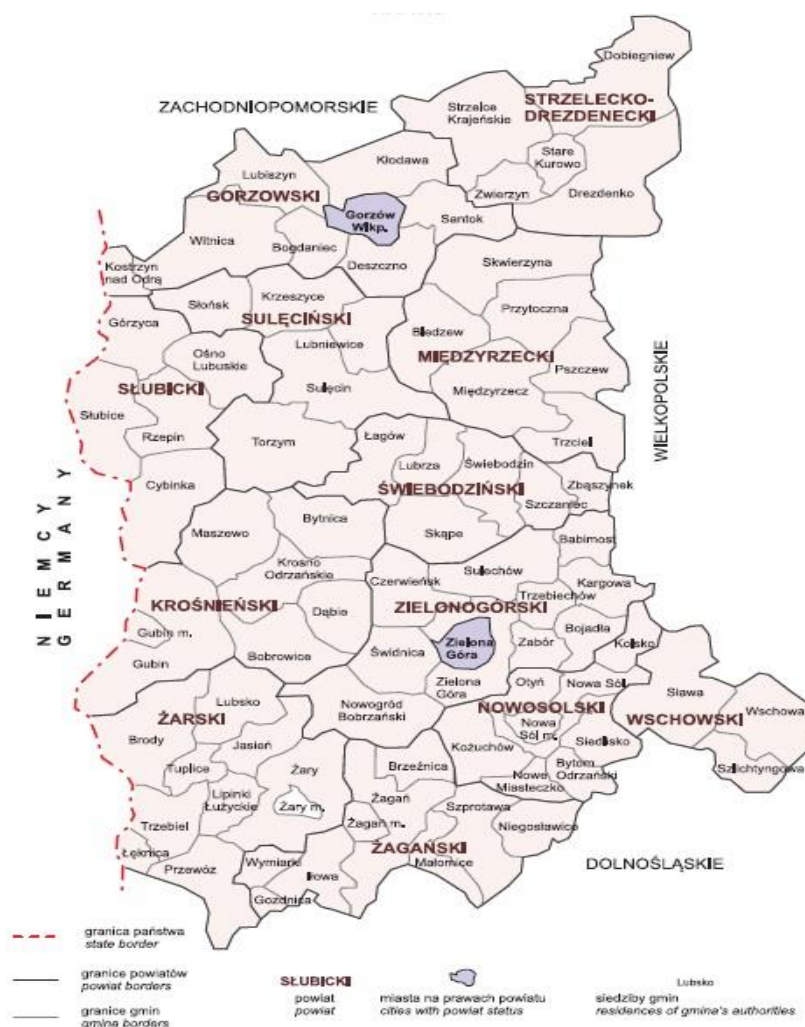 Dobiegniew
ZACHODNIOPOMORSKIE
Strzelce
Krajeńskie
STRZELECKO-
DREZDENECKI
Kłodawa
Stare
Kurowo
Lubiszyn
GORZOWSKI
Zwierzyn
Drezdenko
Gorzów
Wlkp.
Santok
Witnica
Bogdaniec
Deszczno
Skwierzyna
Kostrzyn
nad Odrą
Krzeszyce
Słońsk
Przytoczna
Górzyca
SULĘCIŃSKI
Bledzew
Lubniewice
MIĘDZYRZECKI
Ośno
Lubuskie
Pszczew
SŁUBICKI
Sulęcin
Międzyrzecz
WIELKOPOLSKIE
Słubice
Rzepin
Torzym
Łagów
Trzciel
Lubrza
Świebodzin
Cybinka
ŚWIEBODZIŃSKI
Zbąszynek
Szczaniec
NIEMCY
GERMANY
Maszewo
Bytnica
Skąpe
Babimost
Krosno
Odrzańskie
Czerwieńsk
Sulechów
Kargowa
Trzebiechów
KROŚNIEŃSKI
Dąbie
ZIELONOGÓRSKI
Bojadła
Gubin m.
Zielona
Góra
Zabór
Kolsko
Gubin
Bobrowice
Świdnica
Zielona
Góra
Otyń
Nowa Sól
Sława
Lubsko
Nowogród
Bobrzański
NOWOSOLSKI
Wschowa
ŻARSKI
WSCHOWSKI
Brody
Jasień
Nowa
Sól m.
Siedlisko
Kożuchów
Tuplice
Żary
Brzeźnica
Bytom
Odrzański
Szlichtyngowa
Nowe
Miasteczko
Lipinki
Łużyckie
Żary m.
Żagań
Szprotawa
Trzebiel
Żagań m.
Niegosławice
Łęknica
ŻAGAŃSKI
Przewóz
Wymiarki
Iłowa
Małomice
DOLNOŚLĄSKIE
Gozdnica
granica państwa
state border
granice powiatów
powiat borders
SŁUBICKI
Lubsko
powiat
powiat
miasta na prawach powiatu
cities with powiat status
siedziby gmin
residences of gmina's authorities
granice gmin
gmina borders